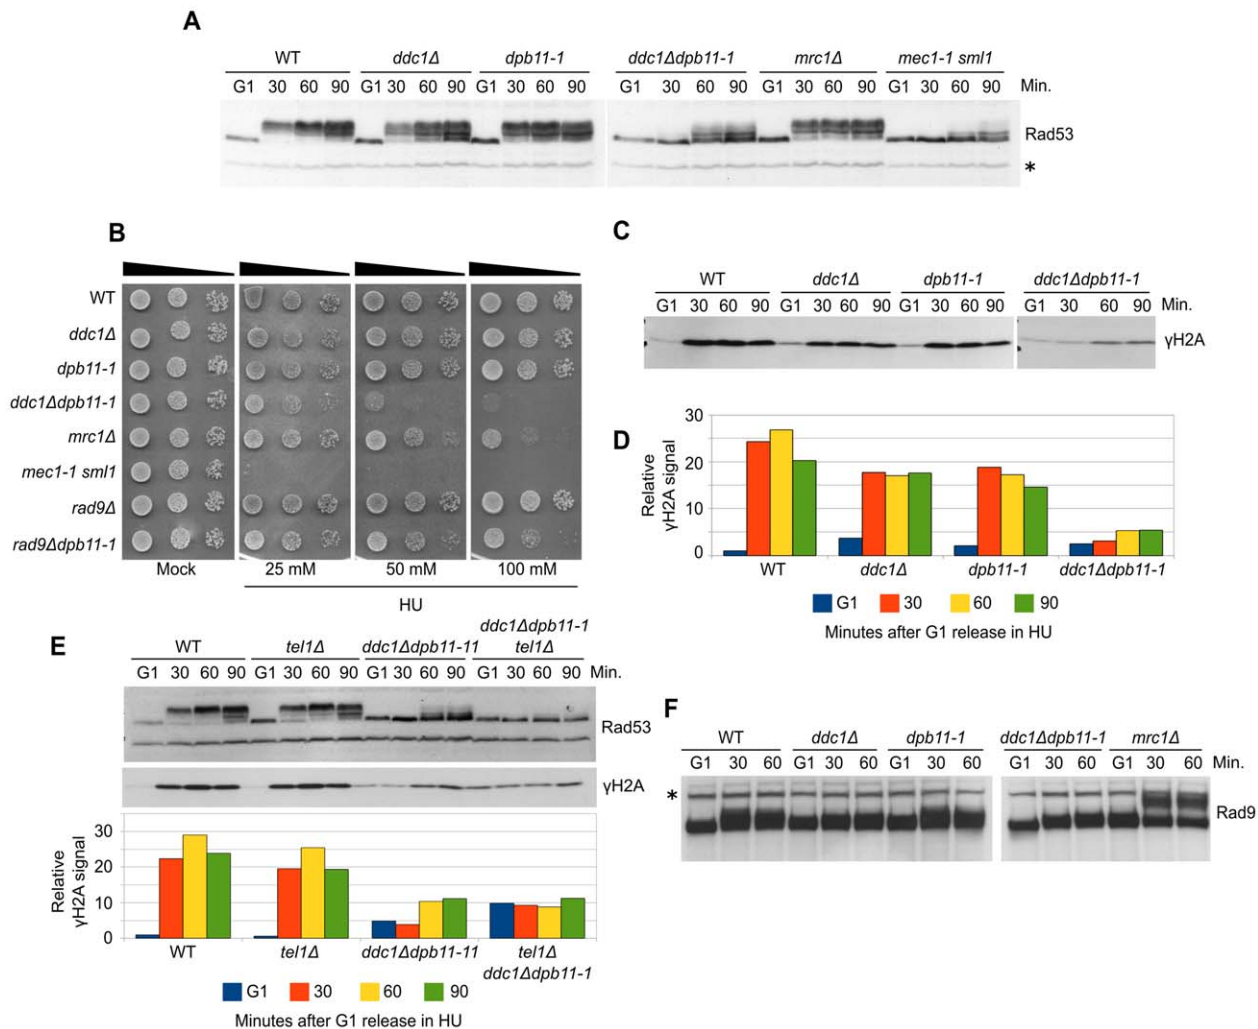 A
WT ddc1Δ dpb11-1 ddc1Δdpb11-1 mrc1Δ mec1-1 sml1
G1 30 60 90 G1 30 60 90 G1 30 60 90 G1 30 60 90 G1 30 60 90 G1 30 60 90 Min.
Rad53
*
B
WT
ddc1Δ
dpb11-1
ddc1Δdpb11-1
mrc1Δ
mec1-1 sml1
rad9Δ
rad9Δdpb11-1
Mock 25 mM 50 mM 100 mM
HU
C
WT ddc1Δ dpb11-1 ddc1Δdpb11-1
G1 30 60 90 G1 30 60 90 G1 30 60 90 G1 30 60 90 Min.
γH2A
D
Relative
γH2A signal
30
20
10
0
WT ddc1Δ dpb11-1 ddc1Δdpb11-1
G1 30 60 90
Minutes after G1 release in HU
E
ddc1Δdpb11-1
WT tel1Δ ddc1Δdpb11-11 tel1Δ
G1 30 60 90 G1 30 60 90 G1 30 60 90 G1 30 60 90 Min.
Rad53
γH2A
Relative
γH2A signal
30
20
10
0
WT tel1Δ ddc1Δdpb11-11 tel1Δ
ddc1Δdpb11-1
G1 30 60 90
Minutes after G1 release in HU
F
WT ddc1Δ dpb11-1 ddc1Δdpb11-1 mrc1Δ
G1 30 60 G1 30 60 G1 30 60 G1 30 60 G1 30 60 Min.
*
Rad9